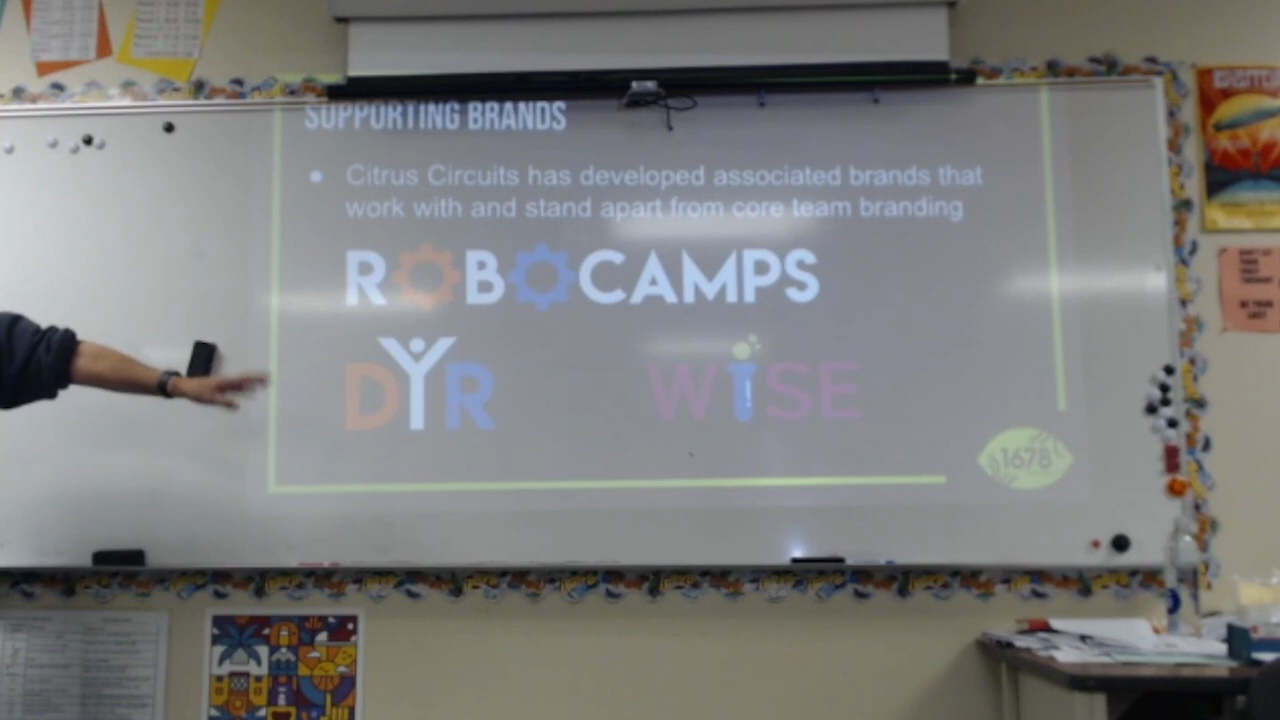 SUPPORTING BRANDS
• Citrus Circuits has developed associated brands that
work with and stand apart from core team branding
ROBOCAMPS
DYR WISE
1678